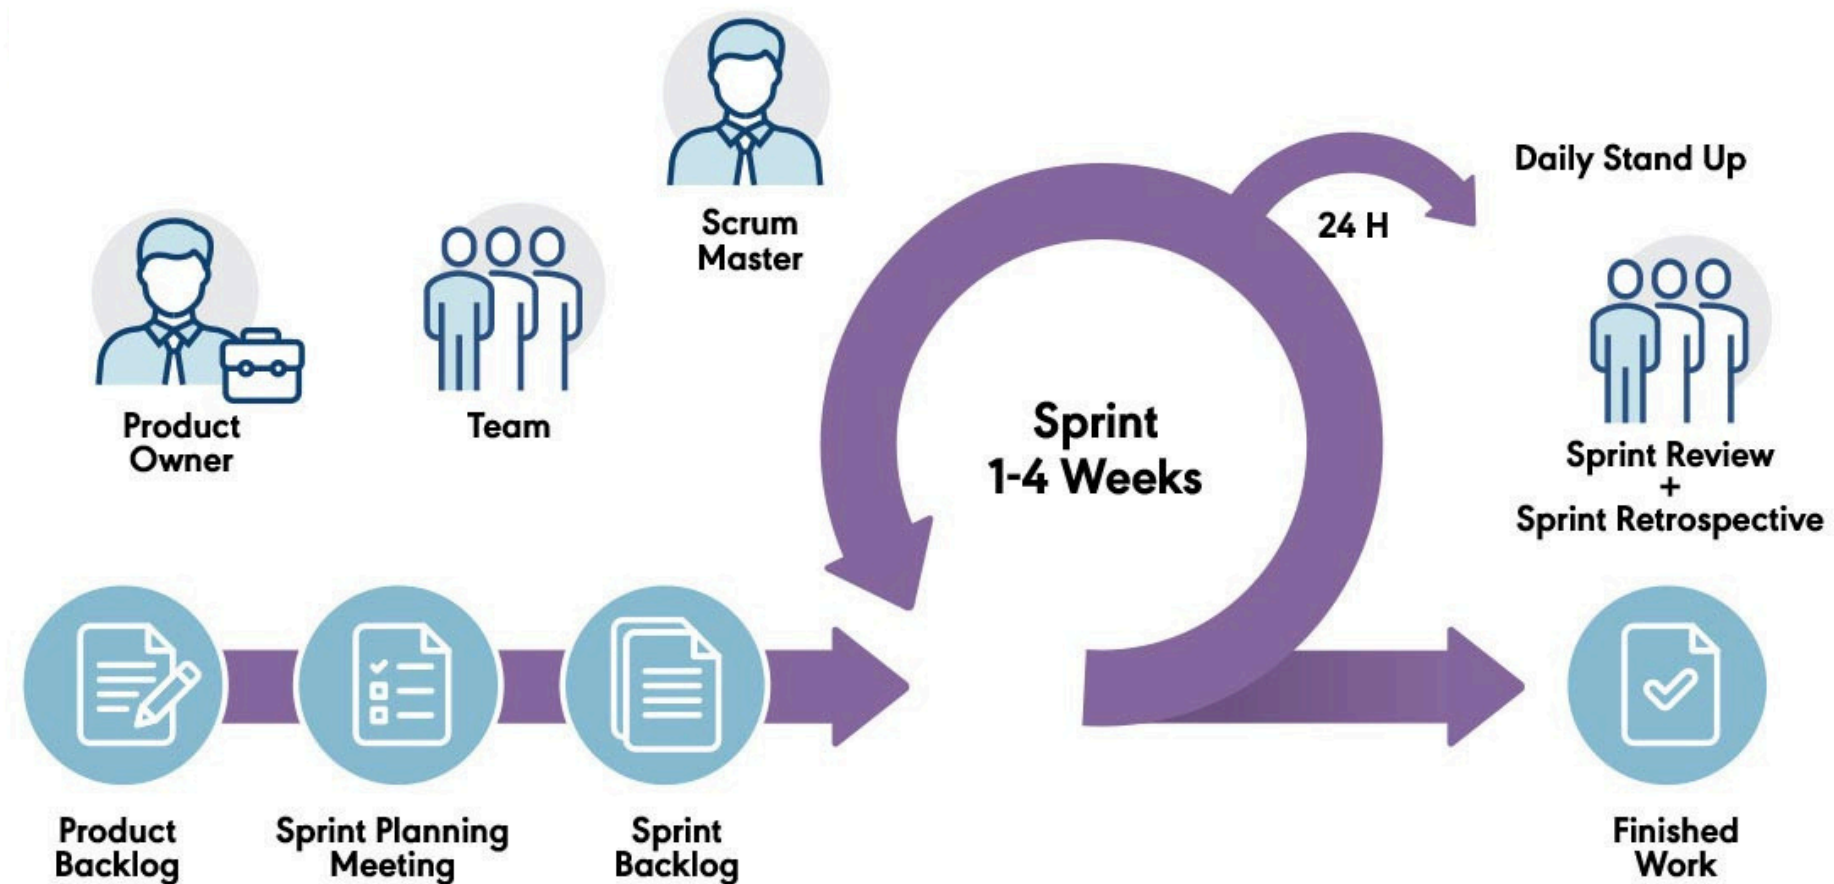 Scrum
Master
Daily Stand Up
24 H
Product
Owner
Team
Sprint
1-4 Weeks
Sprint Review
+
Sprint Retrospective
Product
Backlog
Sprint Planning
Meeting
Sprint
Backlog
Finished
Work